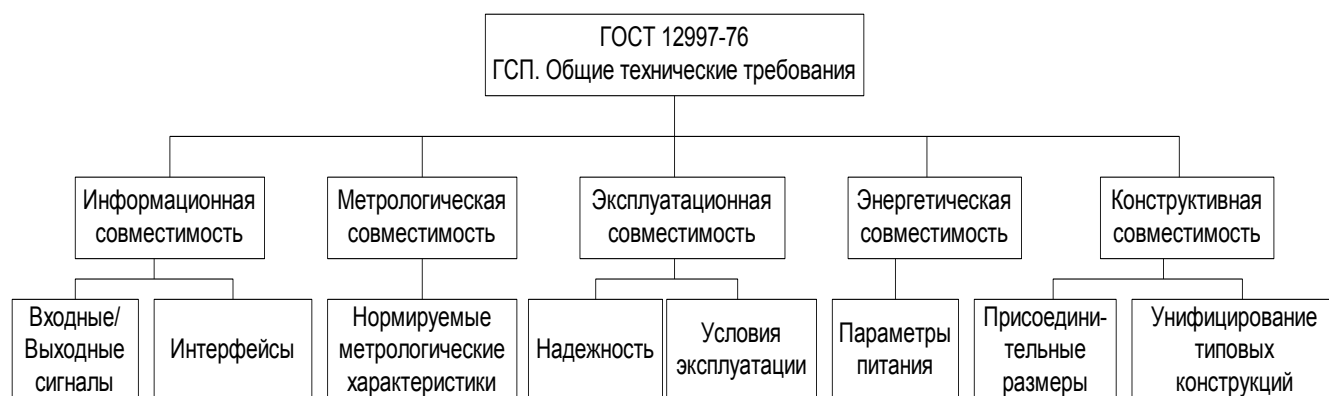 ГОСТ 12997-76
ГСП. Общие технические требования
Информационная
совместимость
Метрологическая
совместимость
Эксплуатационная
совместимость
Энергетическая
совместимость
Конструктивная
совместимость
Входные/
Выходные
сигналы
Интерфейсы
Нормируемые
метрологические
характеристики
Надежность
Условия
эксплуатации
Параметры
питания
Присоедини-
тельные
размеры
Унифицирование
типовых
конструкций